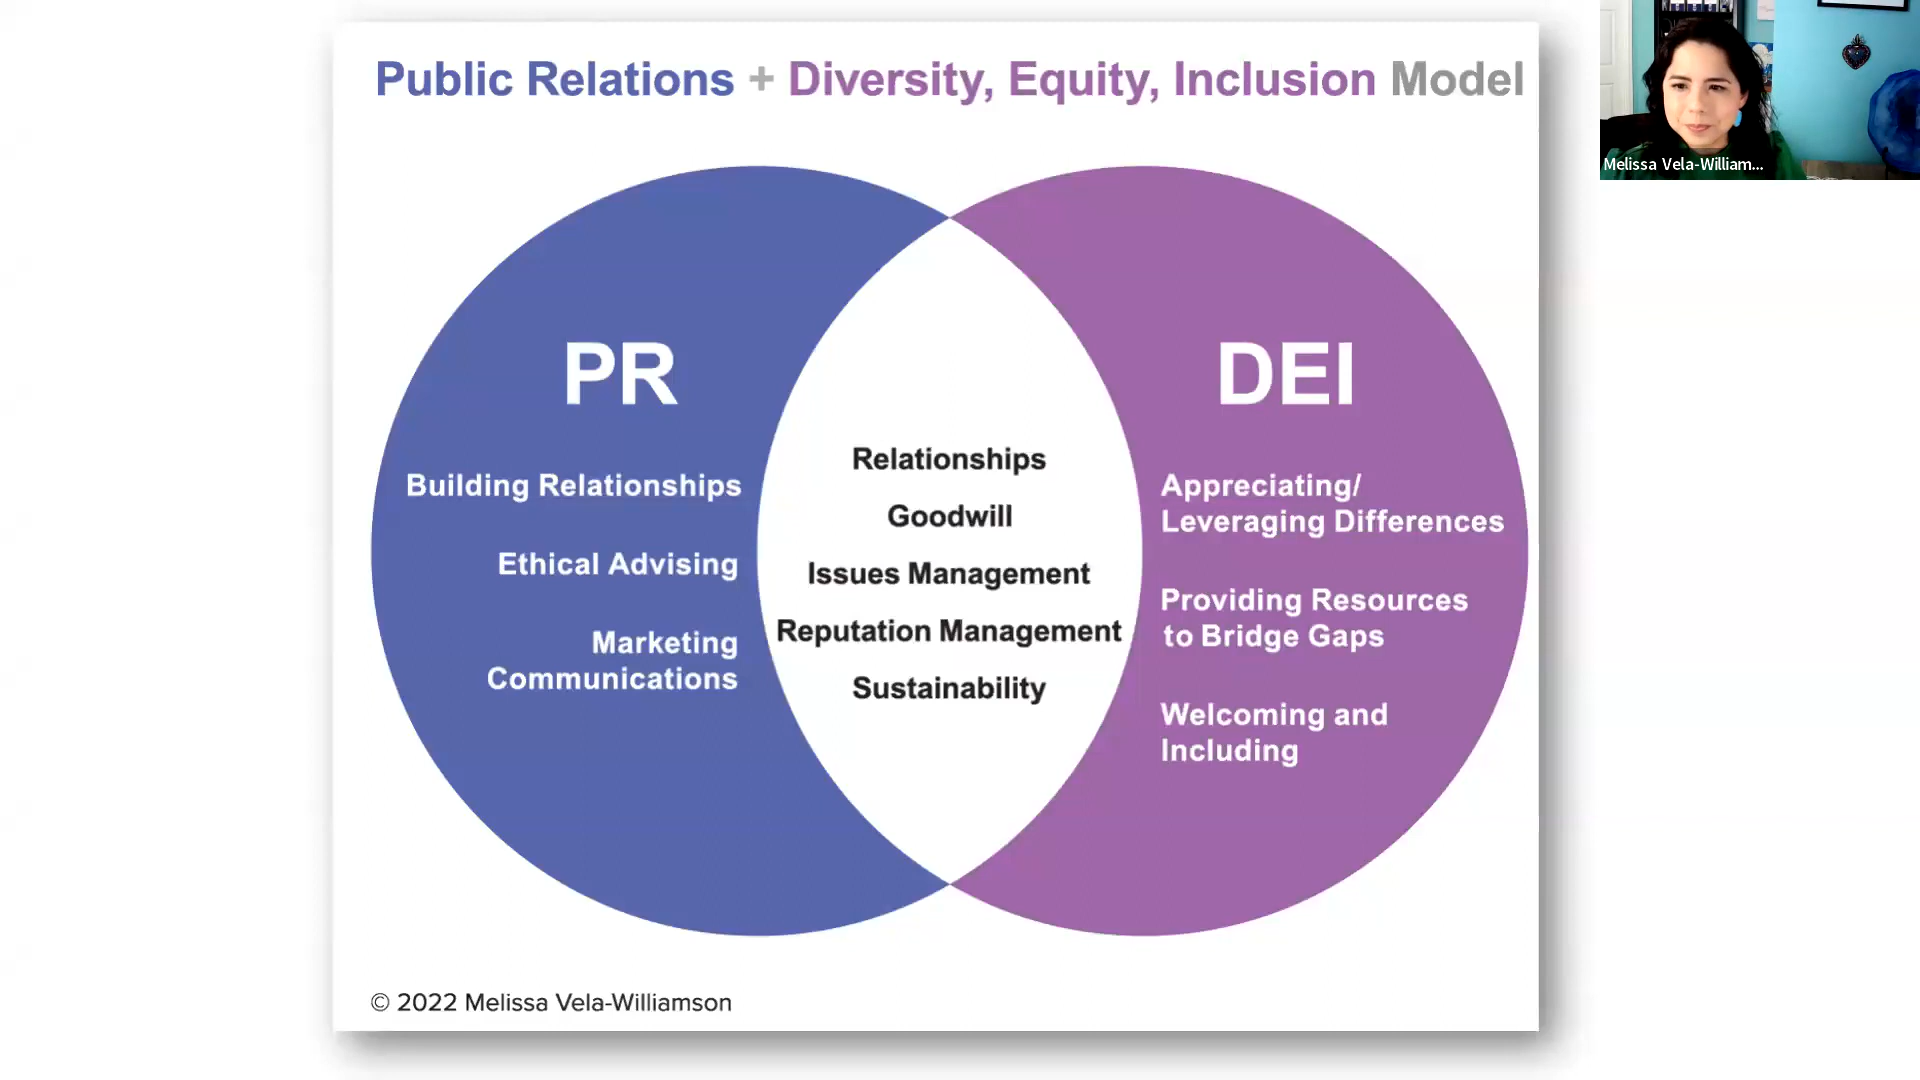 Public Relations + Diversity, Equity, Inclusion Model
Melissa Vela-William...
PR
Building Relationships
Ethical Advising
Marketing
Communications
Relationships
Goodwill
Issues Management
Reputation Management
Sustainability
DEI
Appreciating/
Leveraging Differences
Providing Resources
to Bridge Gaps
Welcoming and
Including
© 2022 Melissa Vela-Williamson